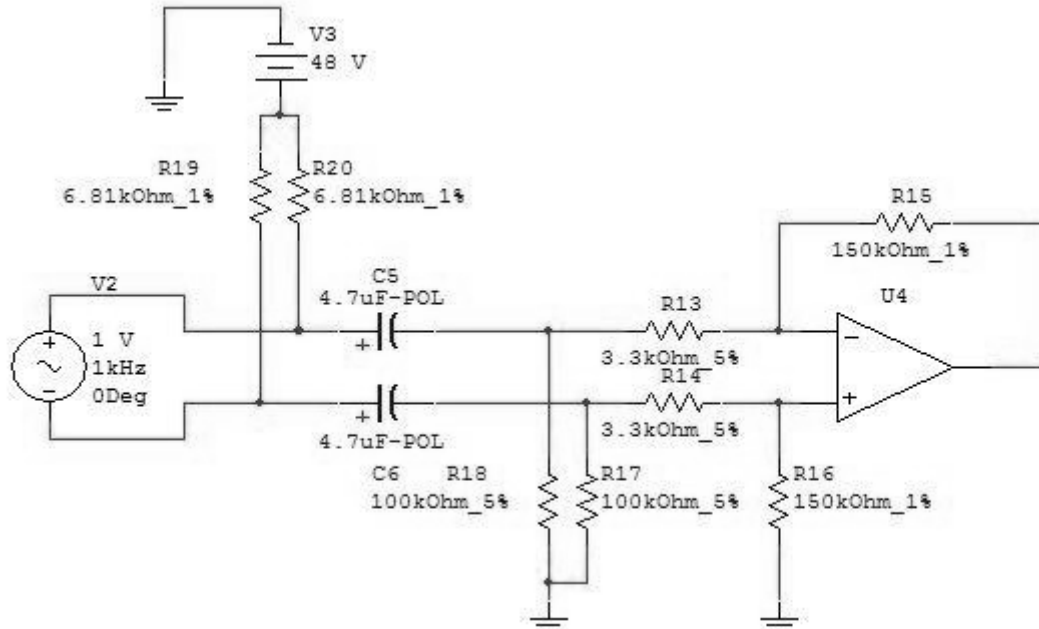 V3
48 V
R19
6.81kOhm_1%
R20
6.81kOhm_1%
R15
150kOhm_1%
V2
1 V
1kHz
0Deg
+
-
C5
4.7uF-POL
+
R13
3.3kOhm_5%
U4
-
+
R14
3.3kOhm_5%
+
4.7uF-POL
C6
R18
100kOhm_5%
R17
100kOhm_5%
R16
150kOhm_1%